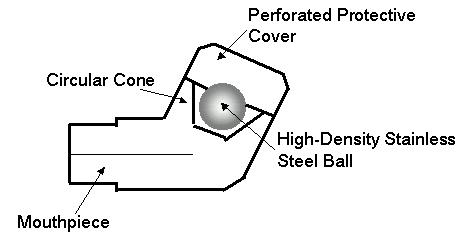 Perforated Protective
Cover
Circular Cone
High-Density Stainless
Steel Ball
Mouthpiece